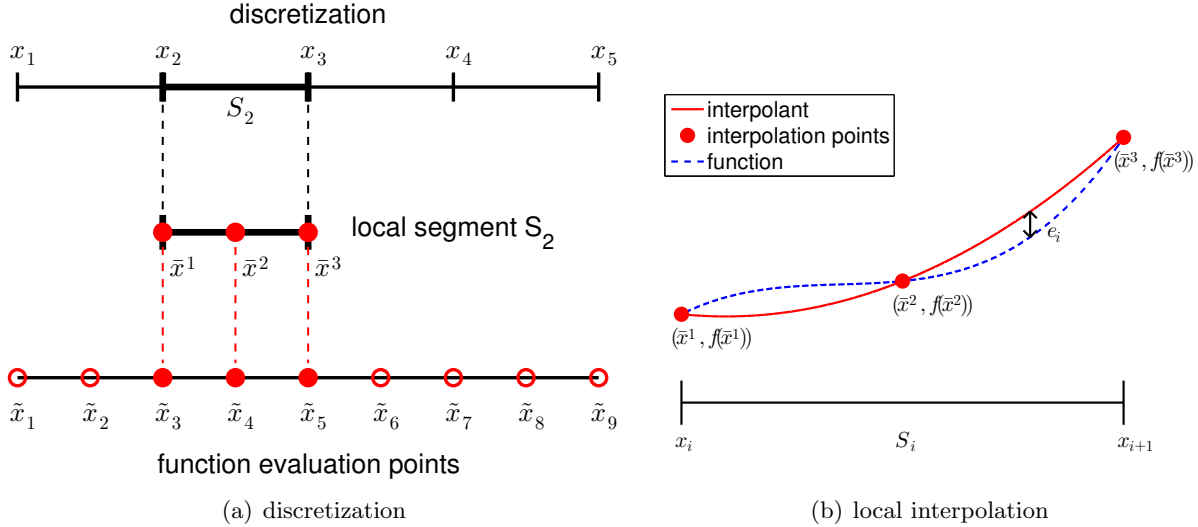 discretization
x₁ x₂ x₃ x₄ x₅
S₂
local segment S₂
x̄¹ x̄² x̄³
x̃₁ x̃₂ x̃₃ x̃₄ x̃₅ x̃₆ x̃₇ x̃₈ x̃₉
function evaluation points
(a) discretization
interpolant
interpolation points
function
(x̄³, f(x̄³))
eᵢ
(x̄², f(x̄²))
(x̄¹, f(x̄¹))
xᵢ Sᵢ xᵢ₊₁
(b) local interpolation